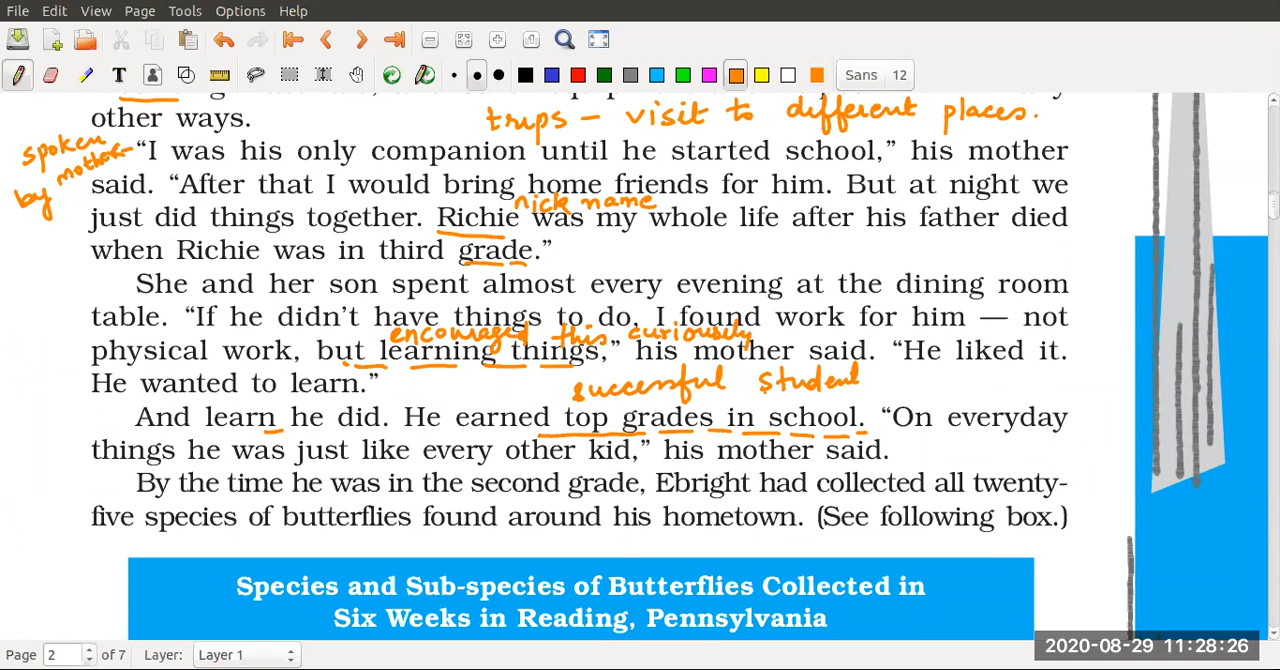 File Edit View Page Tools Options Help
T Sans 12
other ways.
trips – visit to different places.
spoken by mother
“I was his only companion until he started school,” his mother
said. “After that I would bring home friends for him. But at night we
nick name
just did things together. Richie was my whole life after his father died
when Richie was in third grade.”
She and her son spent almost every evening at the dining room
table. “If he didn’t have things to do, I found work for him — not
encouraged this curiously
physical work, but learning things,” his mother said. “He liked it.
He wanted to learn.”
successful student
And learn he did. He earned top grades in school. “On everyday
things he was just like every other kid,” his mother said.
By the time he was in the second grade, Ebright had collected all twenty-
five species of butterflies found around his hometown. (See following box.)
Species and Sub-species of Butterflies Collected in
Six Weeks in Reading, Pennsylvania
Page 2 of 7 Layer: Layer 1
2020-08-29 11:28:26